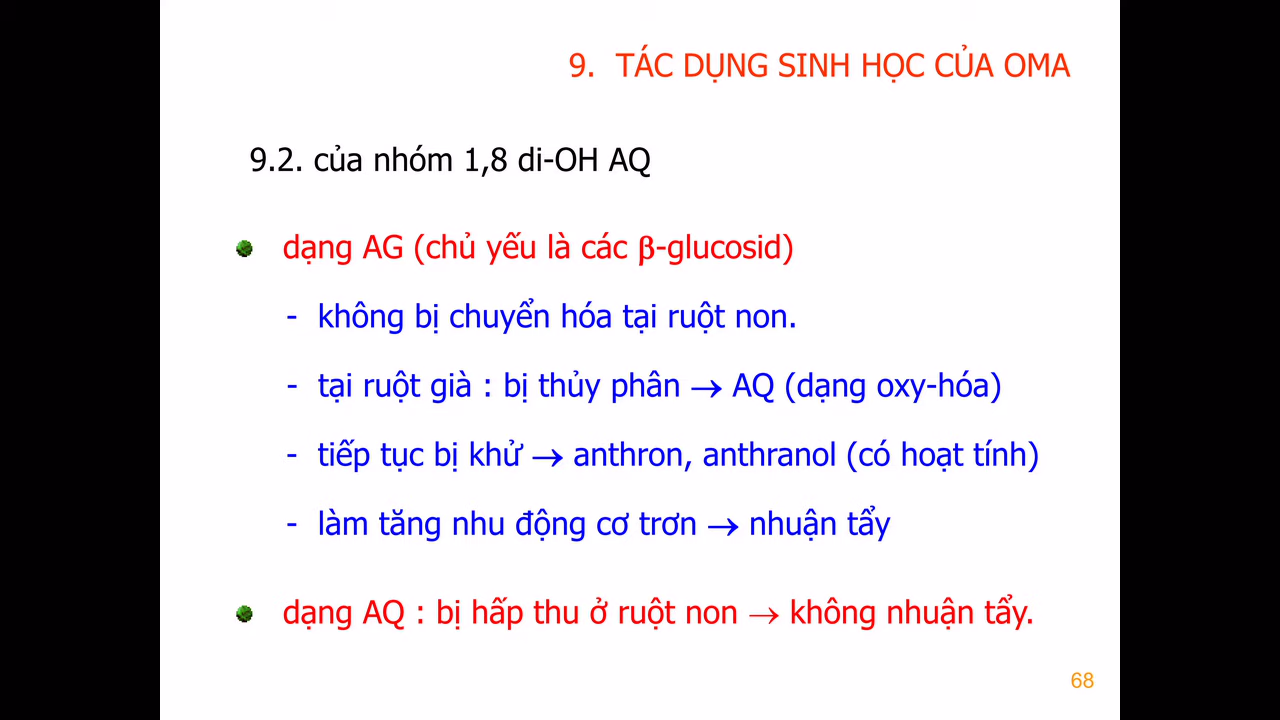 9. TÁC DỤNG SINH HỌC CỦA OMA
9.2. của nhóm 1,8 di-OH AQ
dạng AG (chủ yếu là các β-glucosid)
- không bị chuyển hóa tại ruột non.
- tại ruột già : bị thủy phân → AQ (dạng oxy-hóa)
- tiếp tục bị khử → anthron, anthranol (có hoạt tính)
- làm tăng nhu động cơ trơn → nhuận tẩy
dạng AQ : bị hấp thu ở ruột non → không nhuận tẩy.
68